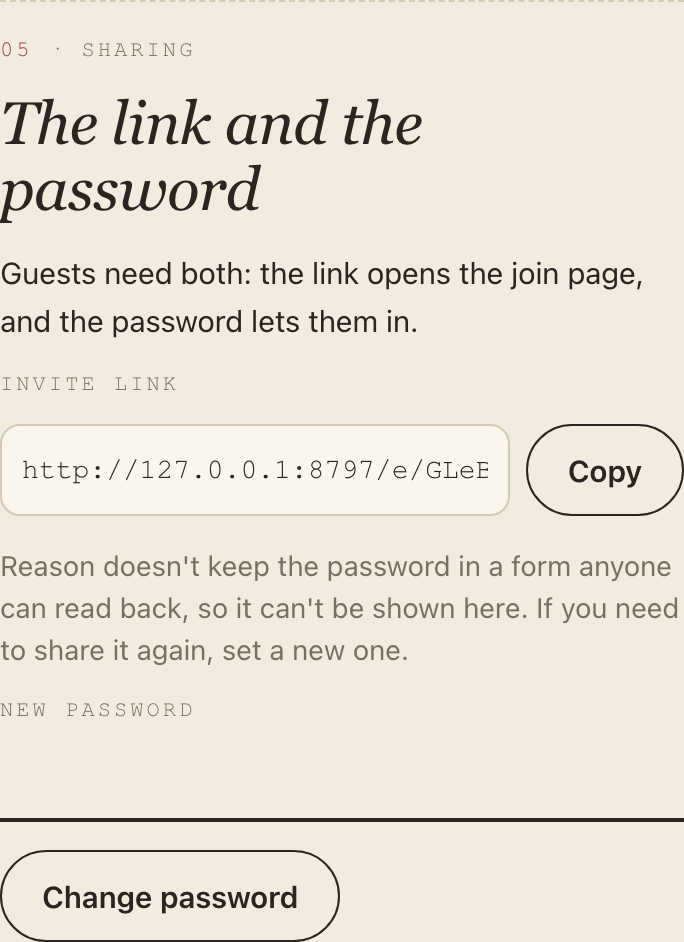 05 · SHARING
The link and the
password
Guests need both: the link opens the join page,
and the password lets them in.
INVITE LINK
http://127.0.0.1:8797/e/GLeB
Copy
Reason doesn't keep the password in a form anyone
can read back, so it can't be shown here. If you need
to share it again, set a new one.
NEW PASSWORD
Change password